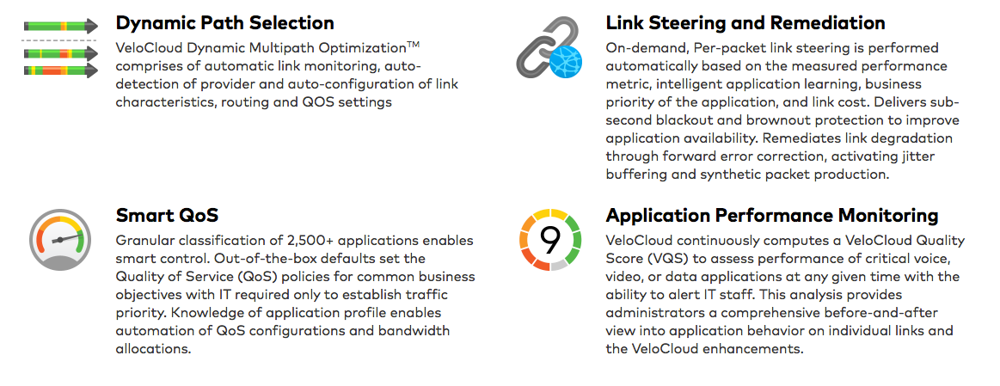 Dynamic Path Selection
VeloCloud Dynamic Multipath Optimization™
comprises of automatic link monitoring, auto-
detection of provider and auto-configuration of link
characteristics, routing and QOS settings
Link Steering and Remediation
On-demand, Per-packet link steering is performed
automatically based on the measured performance
metric, intelligent application learning, business
priority of the application, and link cost. Delivers sub-
second blackout and brownout protection to improve
application availability. Remediates link degradation
through forward error correction, activating jitter
buffering and synthetic packet production.
Smart QoS
Granular classification of 2,500+ applications enables
smart control. Out-of-the-box defaults set the
Quality of Service (QoS) policies for common business
objectives with IT required only to establish traffic
priority. Knowledge of application profile enables
automation of QoS configurations and bandwidth
allocations.
9
Application Performance Monitoring
VeloCloud continuously computes a VeloCloud Quality
Score (VQS) to assess performance of critical voice,
video, or data applications at any given time with the
ability to alert IT staff. This analysis provides
administrators a comprehensive before-and-after
view into application behavior on individual links and
the VeloCloud enhancements.